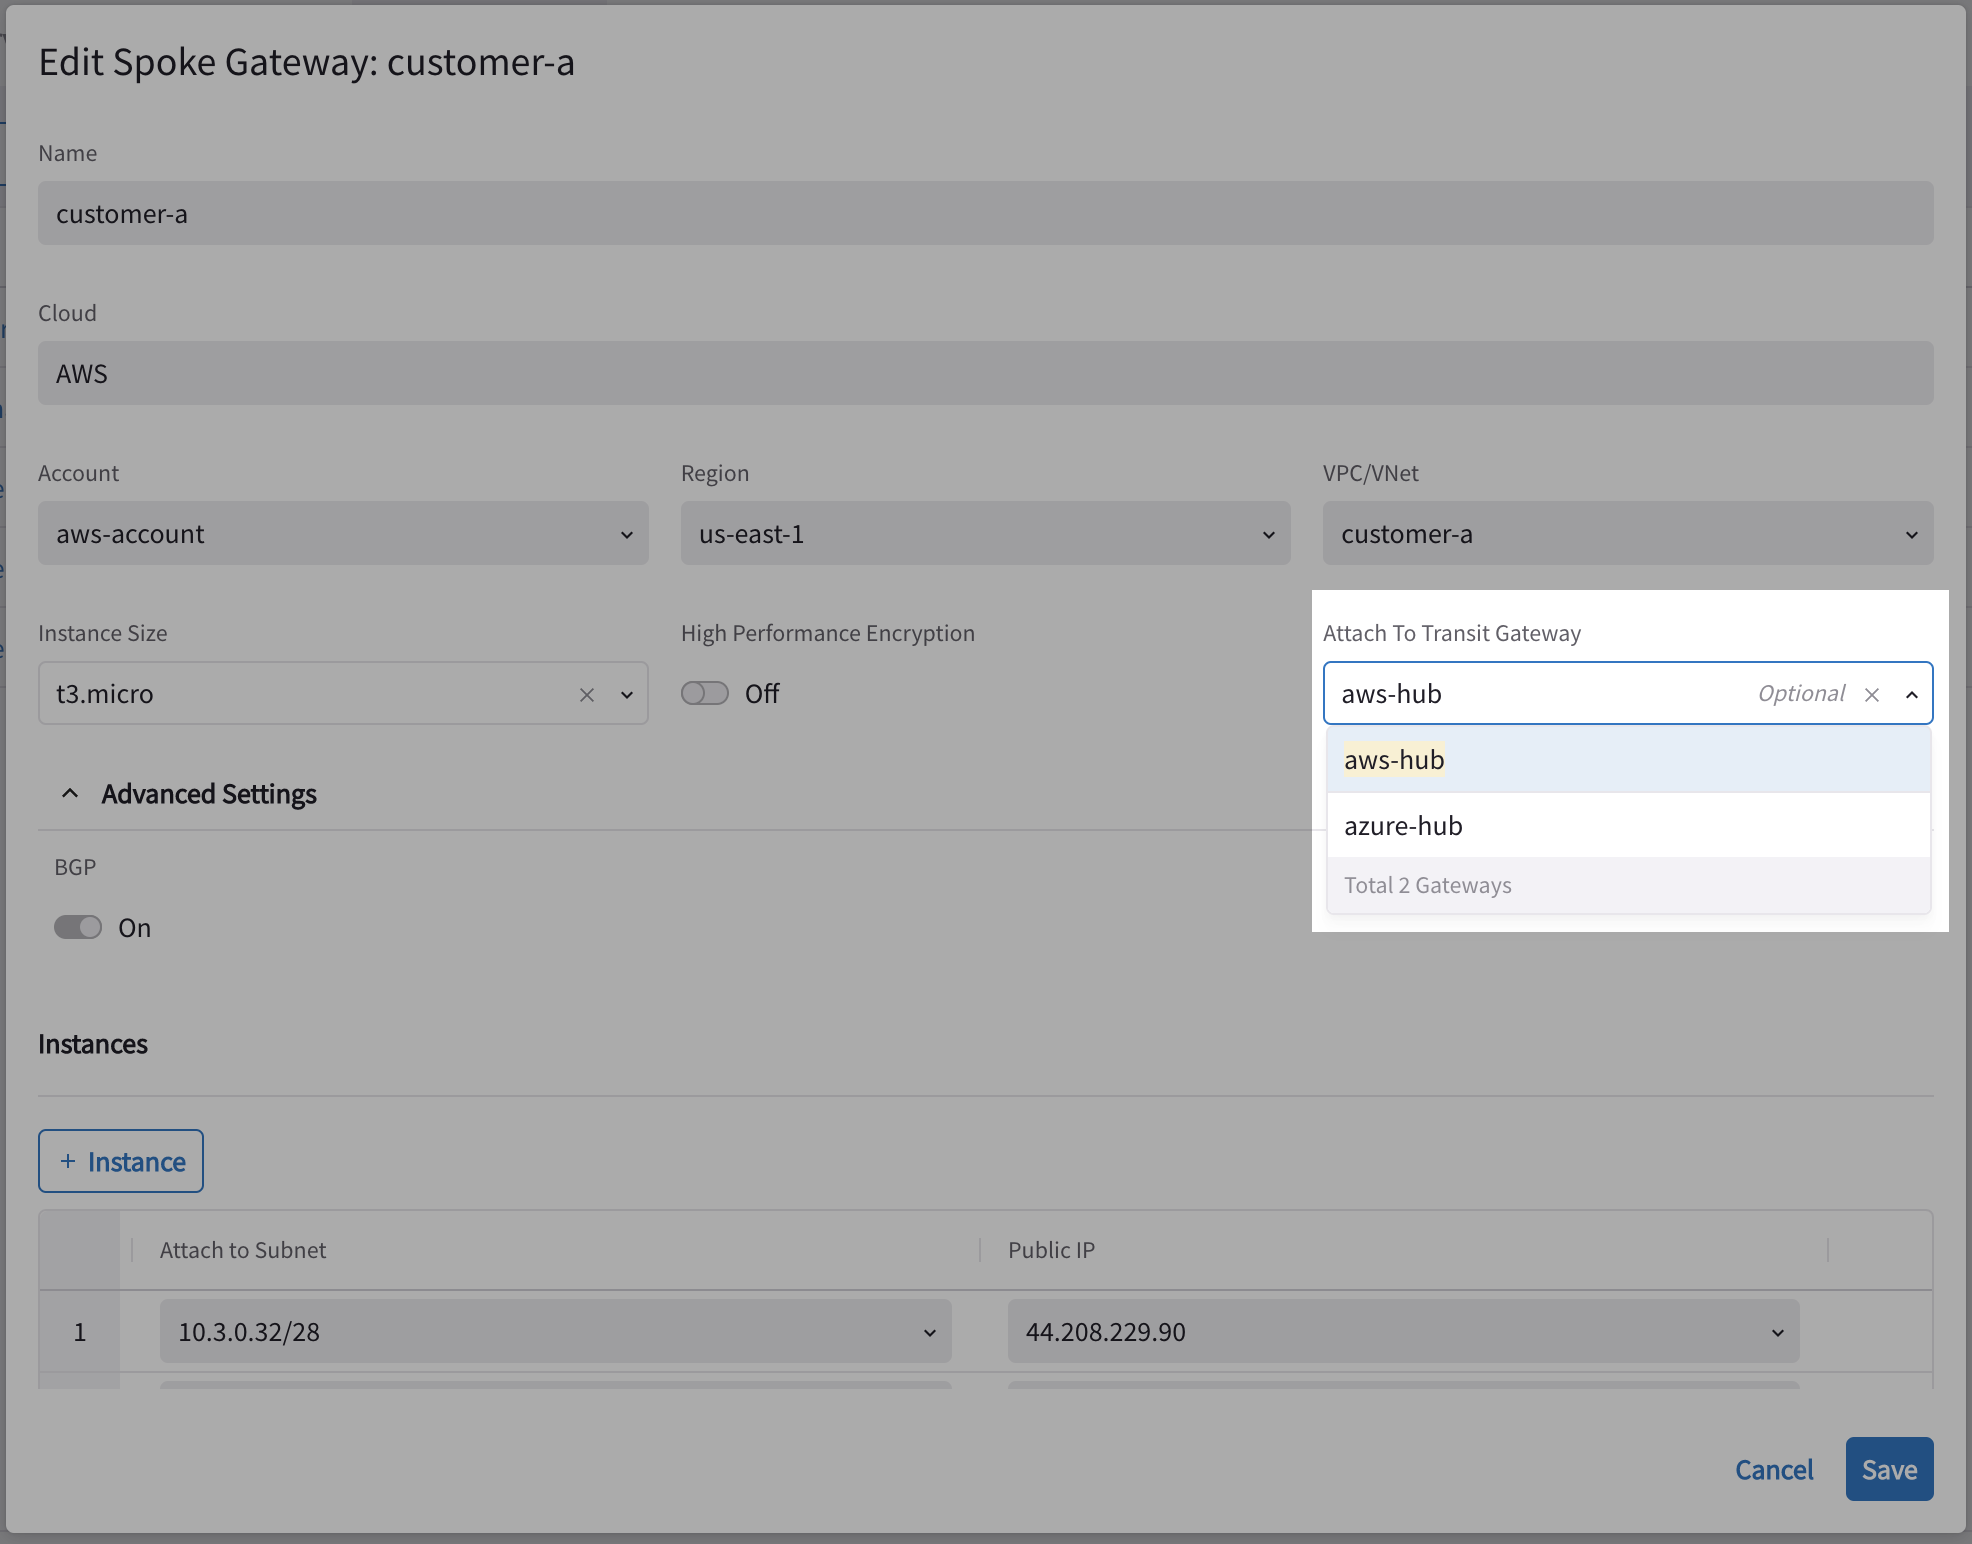 Edit Spoke Gateway: customer-a
Name
customer-a
Cloud
AWS
Account
Region
VPC/VNet
aws-account
us-east-1
customer-a
Instance Size
High Performance Encryption
Attach To Transit Gateway
t3.micro
Off
aws-hub Optional
aws-hub
azure-hub
Total 2 Gateways
Advanced Settings
BGP
On
Instances
+ Instance
Attach to Subnet
Public IP
1
10.3.0.32/28
44.208.229.90
Cancel
Save